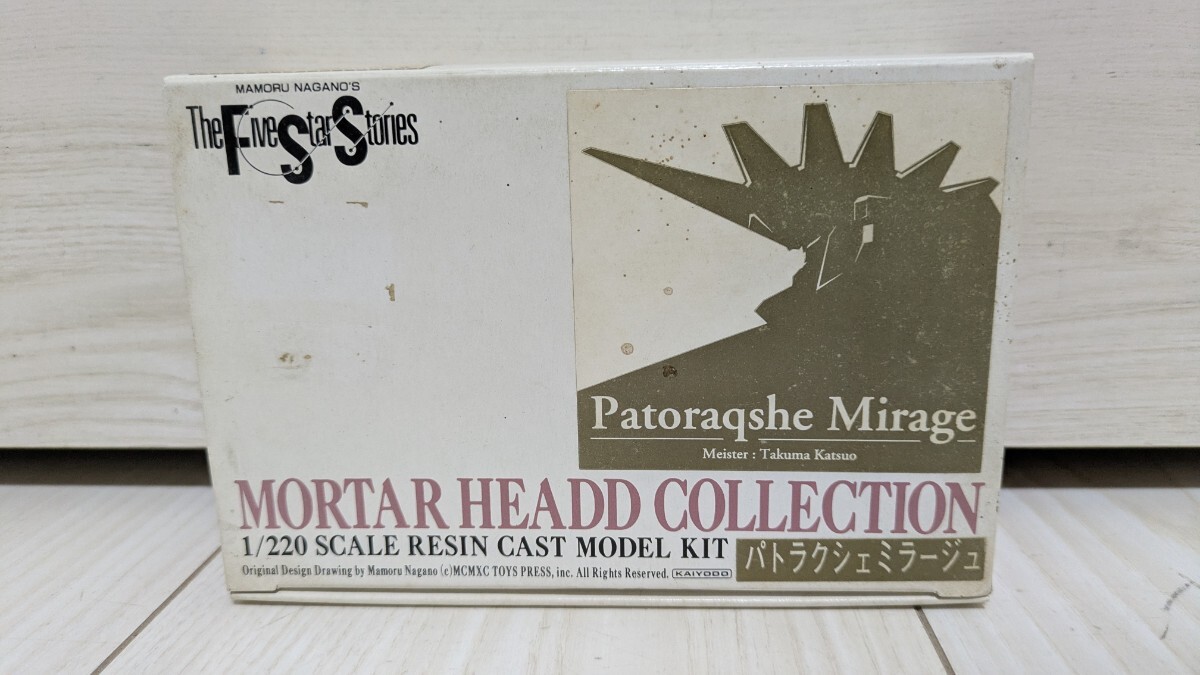 MAMORU NAGANO'S
The Five Star Stories
Patoraqshe Mirage
Meister : Takuma Katsuo
MORTAR HEADD COLLECTION
1/220 SCALE RESIN CAST MODEL KIT
パトラクシェミラージュ
Original Design Drawing by Mamoru Nagano (c)MCMXC TOYS PRESS, inc. All Rights Reserved. KAIYODO